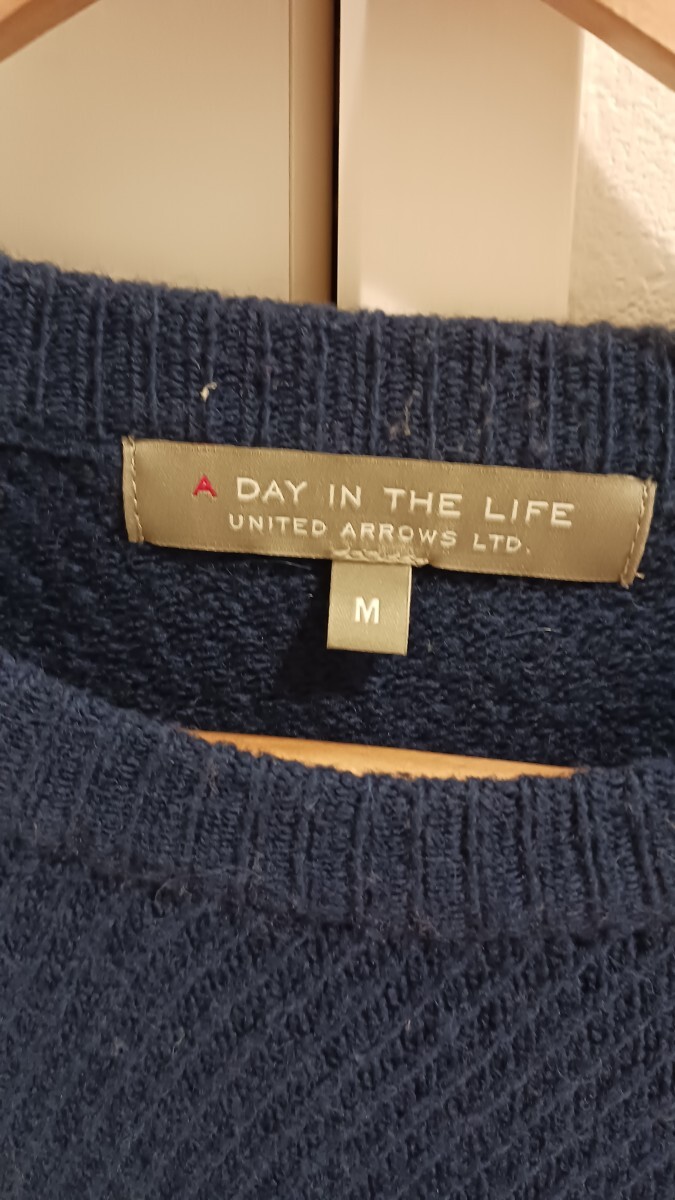 A DAY IN THE LIFE
UNITED ARROWS LTD.
M